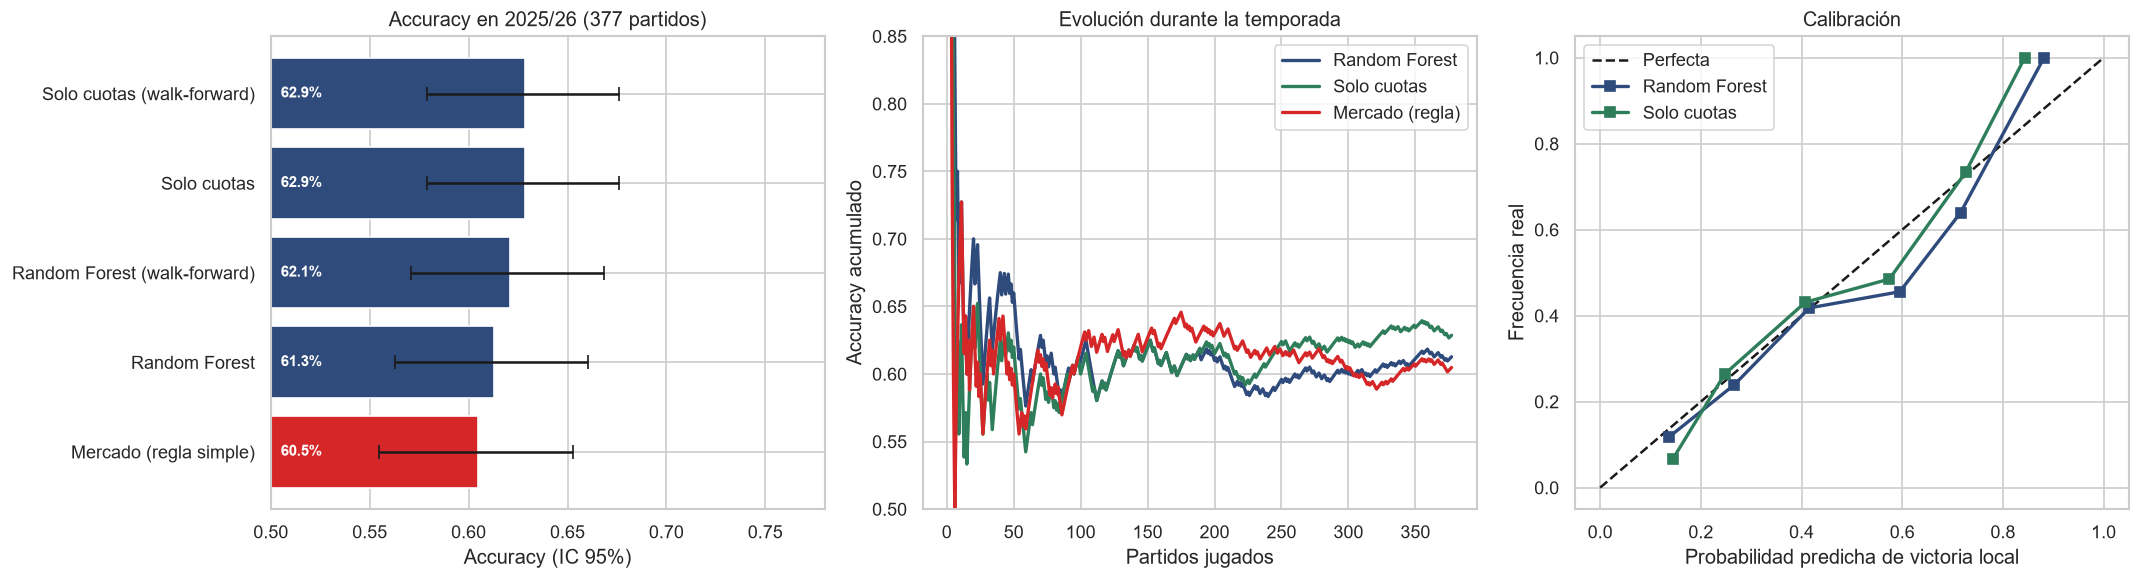 Accuracy en 2025/26 (377 partidos)
Solo cuotas (walk-forward)
62.9%
Solo cuotas
62.9%
Random Forest (walk-forward)
62.1%
Random Forest
61.3%
Mercado (regla simple)
60.5%
0.50 0.55 0.60 0.65 0.70 0.75
Accuracy (IC 95%)
Evolución durante la temporada
Accuracy acumulado
0.85
0.80
0.75
0.70
0.65
0.60
0.55
0.50
Random Forest
Solo cuotas
Mercado (regla)
0 50 100 150 200 250 300 350
Partidos jugados
Calibración
Frecuencia real
1.0
0.8
0.6
0.4
0.2
0.0
Perfecta
Random Forest
Solo cuotas
0.0 0.2 0.4 0.6 0.8 1.0
Probabilidad predicha de victoria local